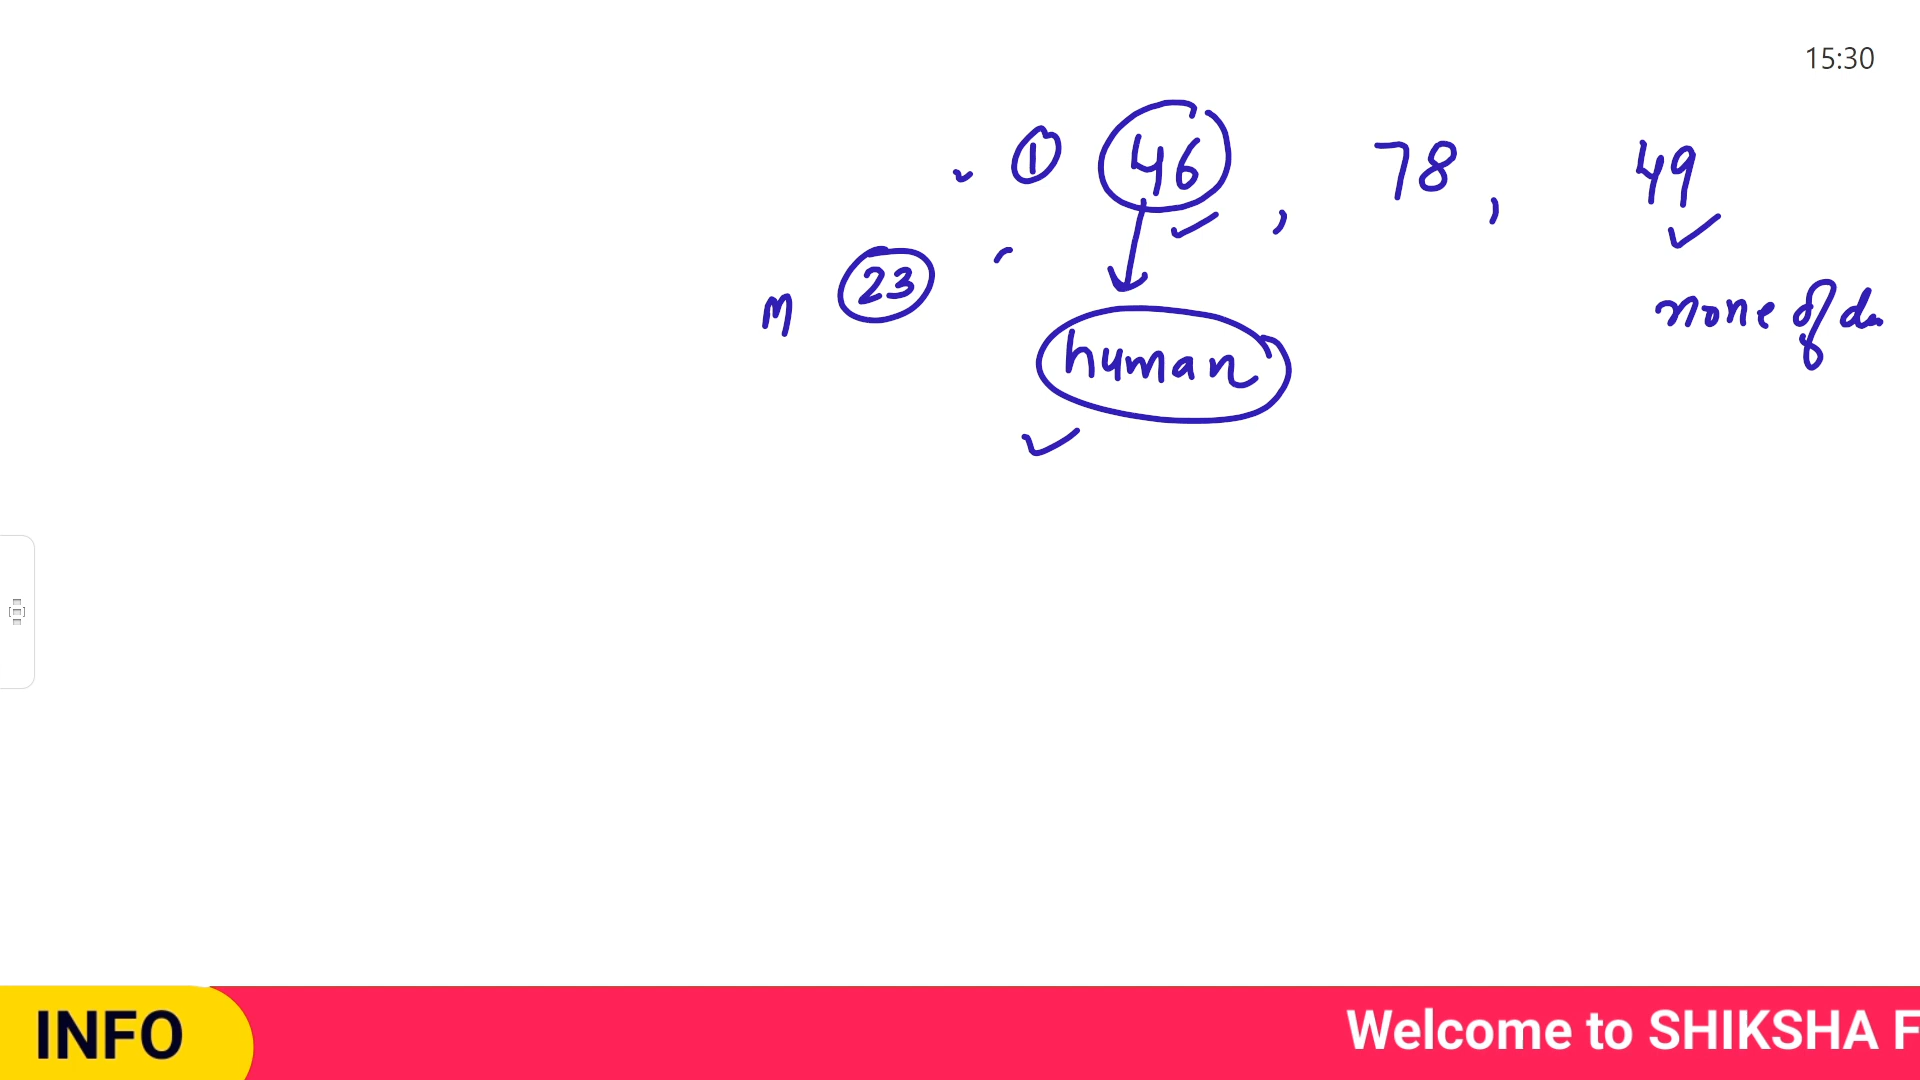 15:30
① 46 , 78 , 49
m 23
none of
human
INFO
Welcome to SHIKSHA F